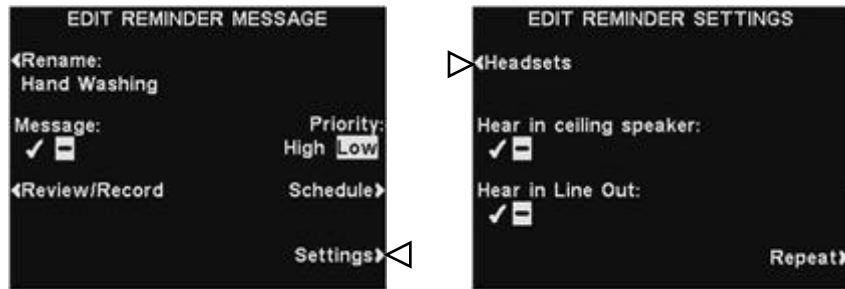 EDIT REMINDER MESSAGE
◀Rename:
Hand Washing
Message: Priority:
✓ − High Low
◀Review/Record Schedule▶
Settings▶
EDIT REMINDER SETTINGS
◀Headsets
Hear in ceiling speaker:
✓ −
Hear in Line Out:
✓ −
Repeat▶